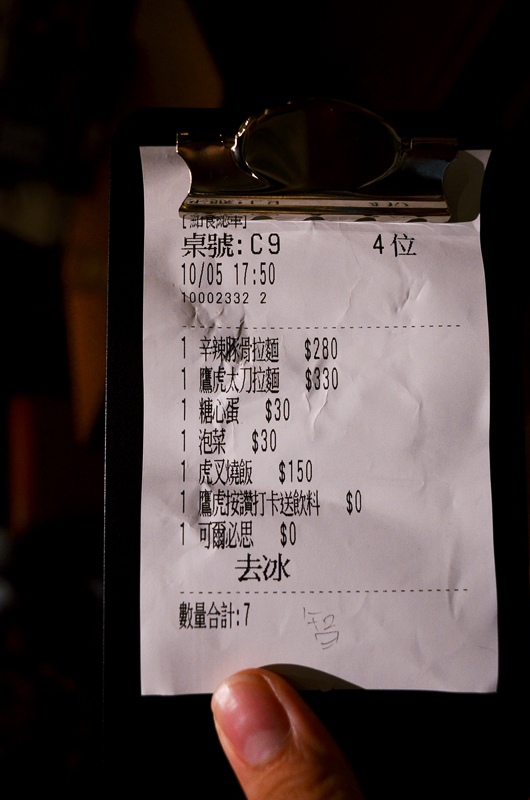 桌號:C9 4位
10/05 17:50
10002332 2
1 辛辣豚骨拉麵 $280
1 鷹虎太刀拉麵 $330
1 糖心蛋 $30
1 泡菜 $30
1 虎叉燒飯 $150
1 鷹虎按讚打卡送飲料 $0
1 可爾必思 $0
去冰
數量合計:7